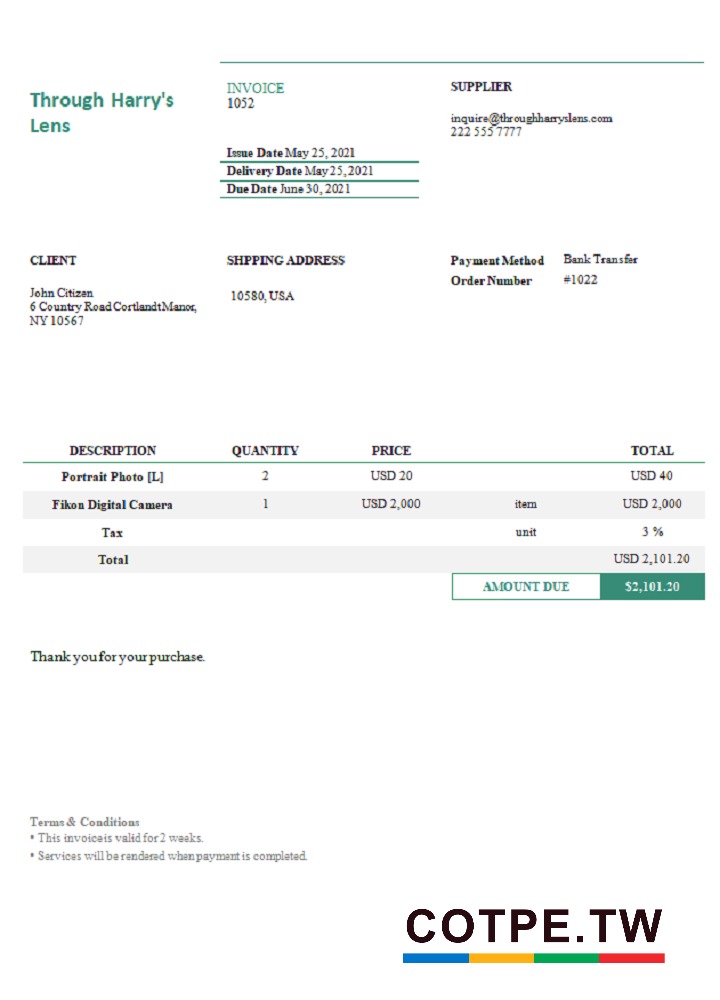 Through Harry's
Lens
INVOICE
1052
SUPPLIER
inquire@throughharryslens.com
222 555 7777
Issue Date May 25, 2021
Delivery Date May 25, 2021
Due Date June 30, 2021
CLIENT
John Citizen
6 Country Road Cortlandt Manor,
NY 10567
SHPPING ADDRESS
10580, USA
Payment Method Bank Transfer
Order Number #1022
DESCRIPTION QUANTITY PRICE TOTAL
Portrait Photo [L] 2 USD 20 USD 40
Fikon Digital Camera 1 USD 2,000 item USD 2,000
Tax unit 3 %
Total USD 2,101.20
AMOUNT DUE $2,101.20
Thank you for your purchase.
Terms & Conditions
• This invoice is valid for 2 weeks.
• Services will be rendered when payment is completed.
COTPE.TW